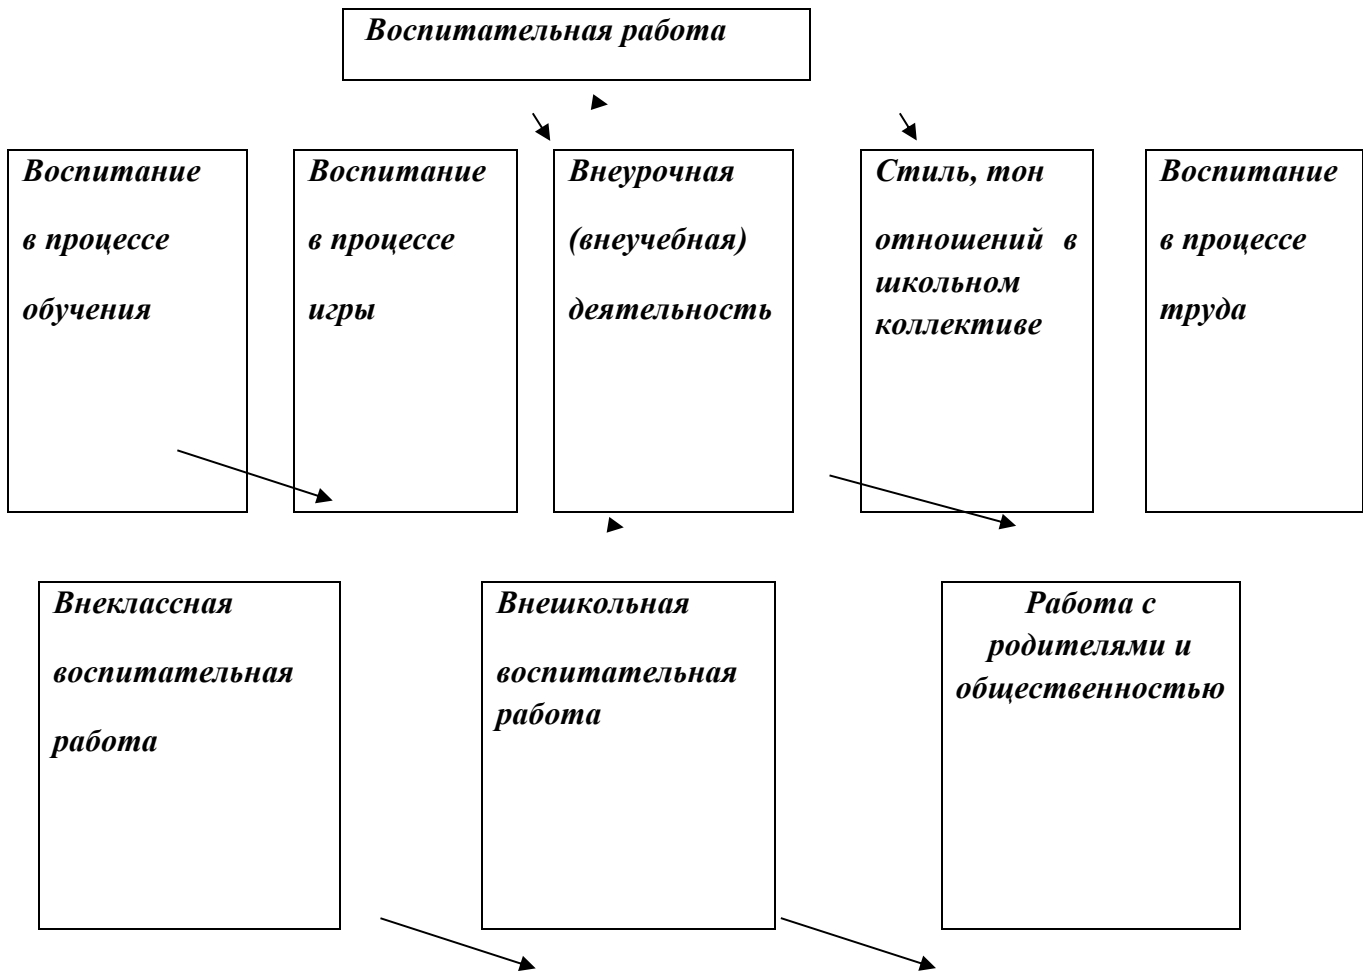 Воспитательная работа
Воспитание
в процессе
обучения
Воспитание
в процессе
игры
Внеурочная
(внеучебная)
деятельность
Стиль, тон
отношений в
школьном
коллективе
Воспитание
в процессе
труда
Внеклассная
воспитательная
работа
Внешкольная
воспитательная
работа
Работа с
родителями и
общественностью